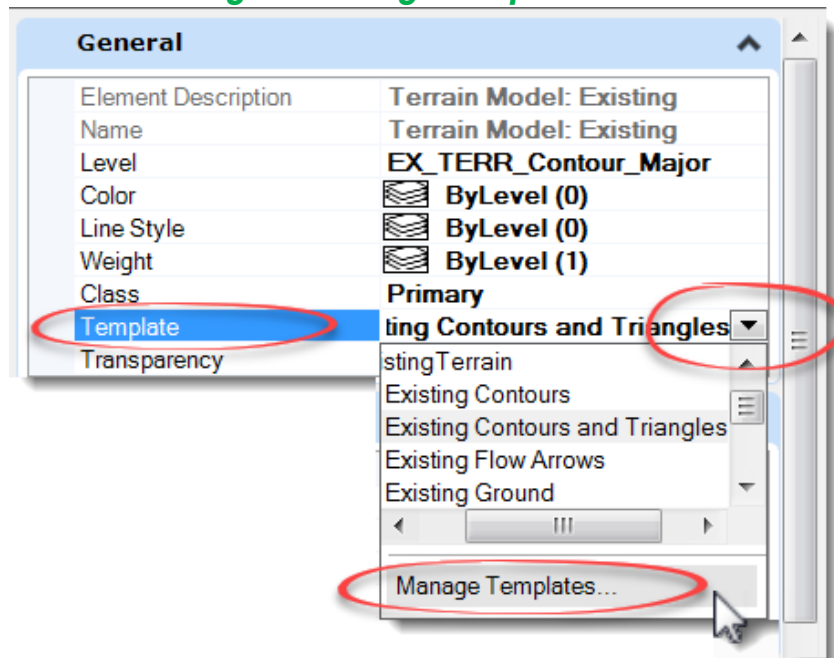 General
Element Description Terrain Model: Existing
Name Terrain Model: Existing
Level EX_TERR_Contour_Major
Color ByLevel (0)
Line Style ByLevel (0)
Weight ByLevel (1)
Class Primary
Template ting Contours and Triangles
Transparency stingTerrain
Existing Contours
Existing Contours and Triangles
Existing Flow Arrows
Existing Ground
Manage Templates...